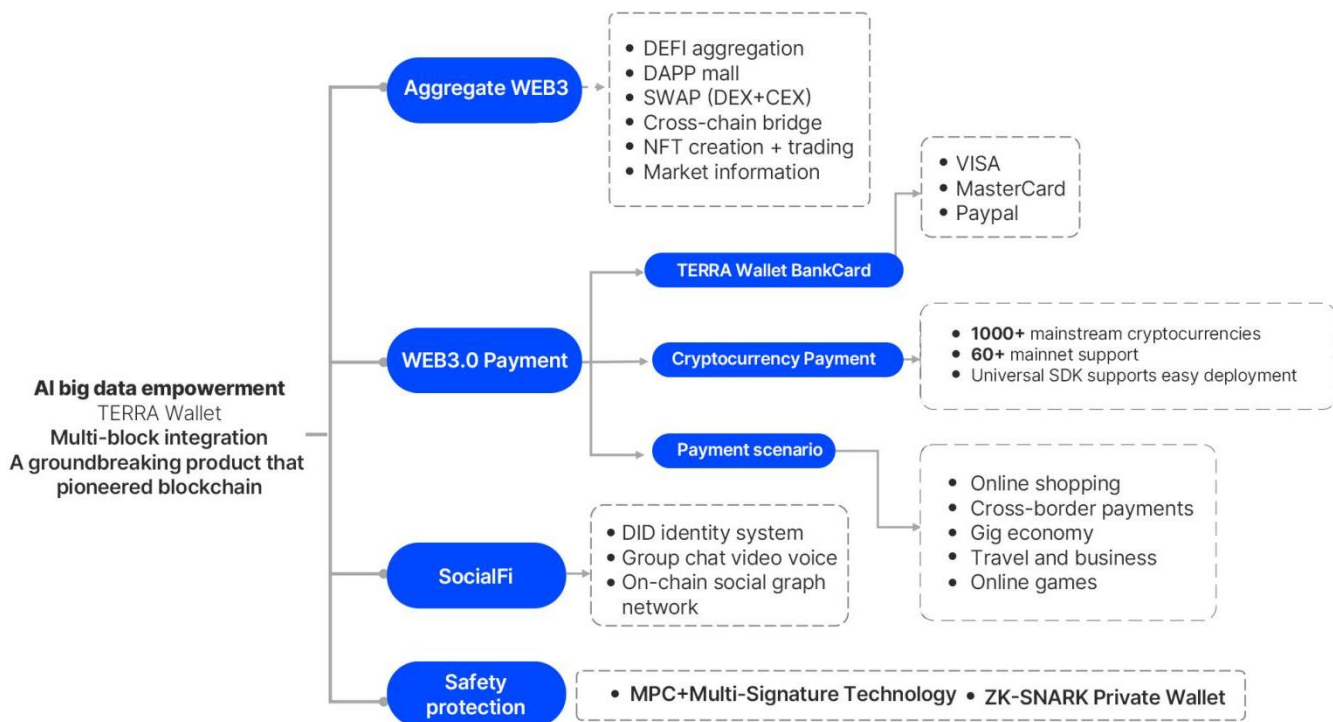 AI big data empowerment
TERRA Wallet
Multi-block integration
A groundbreaking product that
pioneered blockchain
Aggregate WEB3
• DEFI aggregation
• DAPP mall
• SWAP (DEX+CEX)
• Cross-chain bridge
• NFT creation + trading
• Market information
WEB3.0 Payment
TERRA Wallet BankCard
• VISA
• MasterCard
• Paypal
Cryptocurrency Payment
• 1000+ mainstream cryptocurrencies
• 60+ mainnet support
• Universal SDK supports easy deployment
Payment scenario
• Online shopping
• Cross-border payments
• Gig economy
• Travel and business
• Online games
SocialFi
• DID identity system
• Group chat video voice
• On-chain social graph
network
Safety
protection
• MPC+Multi-Signature Technology • ZK-SNARK Private Wallet